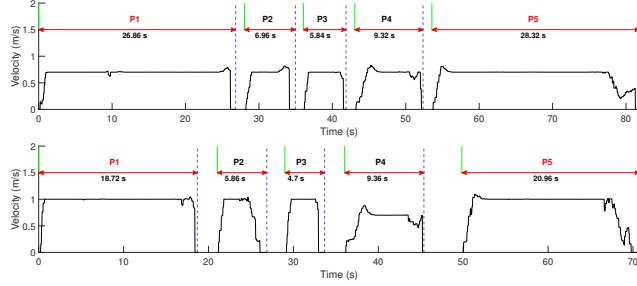 2
P1
P2
P3
P4
P5
1.5
26.86 s
6.96 s
5.84 s
9.32 s
28.32 s
1
0.5
0
0
10
20
30
40
50
60
70
80
Velocity (m/s)
Time (s)
2
P1
P2
P3
P4
P5
1.5
18.72 s
5.86 s
4.7 s
9.36 s
20.96 s
1
0.5
0
0
10
20
30
40
50
60
70
Velocity (m/s)
Time (s)